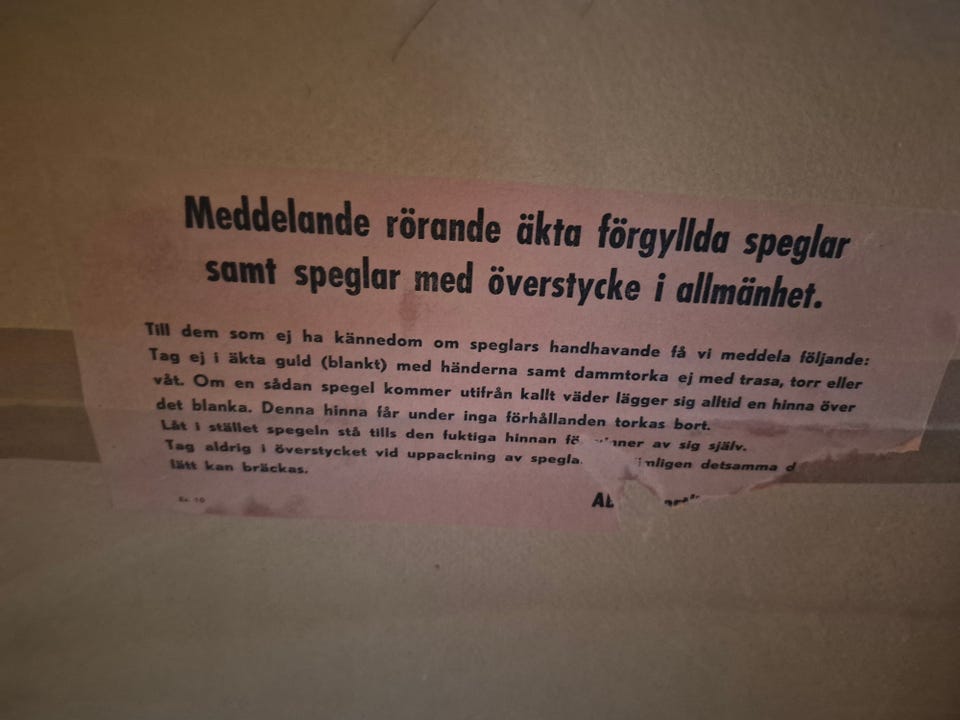 Meddelande rörande äkta förgyllda speglar
samt speglar med överstycke i allmänhet.
Till dem som ej ha kännedom om speglars handhavande få vi meddela följande:
Tag ej i äkta guld (blankt) med händerna samt dammtorka ej med trasa, torr eller
våt. Om en sådan spegel kommer utifrån kallt väder lägger sig alltid en hinna över
det blanka. Denna hinna får under inga förhållanden torkas bort.
Låt i stället spegeln stå tills den fuktiga hinnan av sig själv.
Tag aldrig i överstycket vid uppackning av detsamma
lätt kan bräckas.